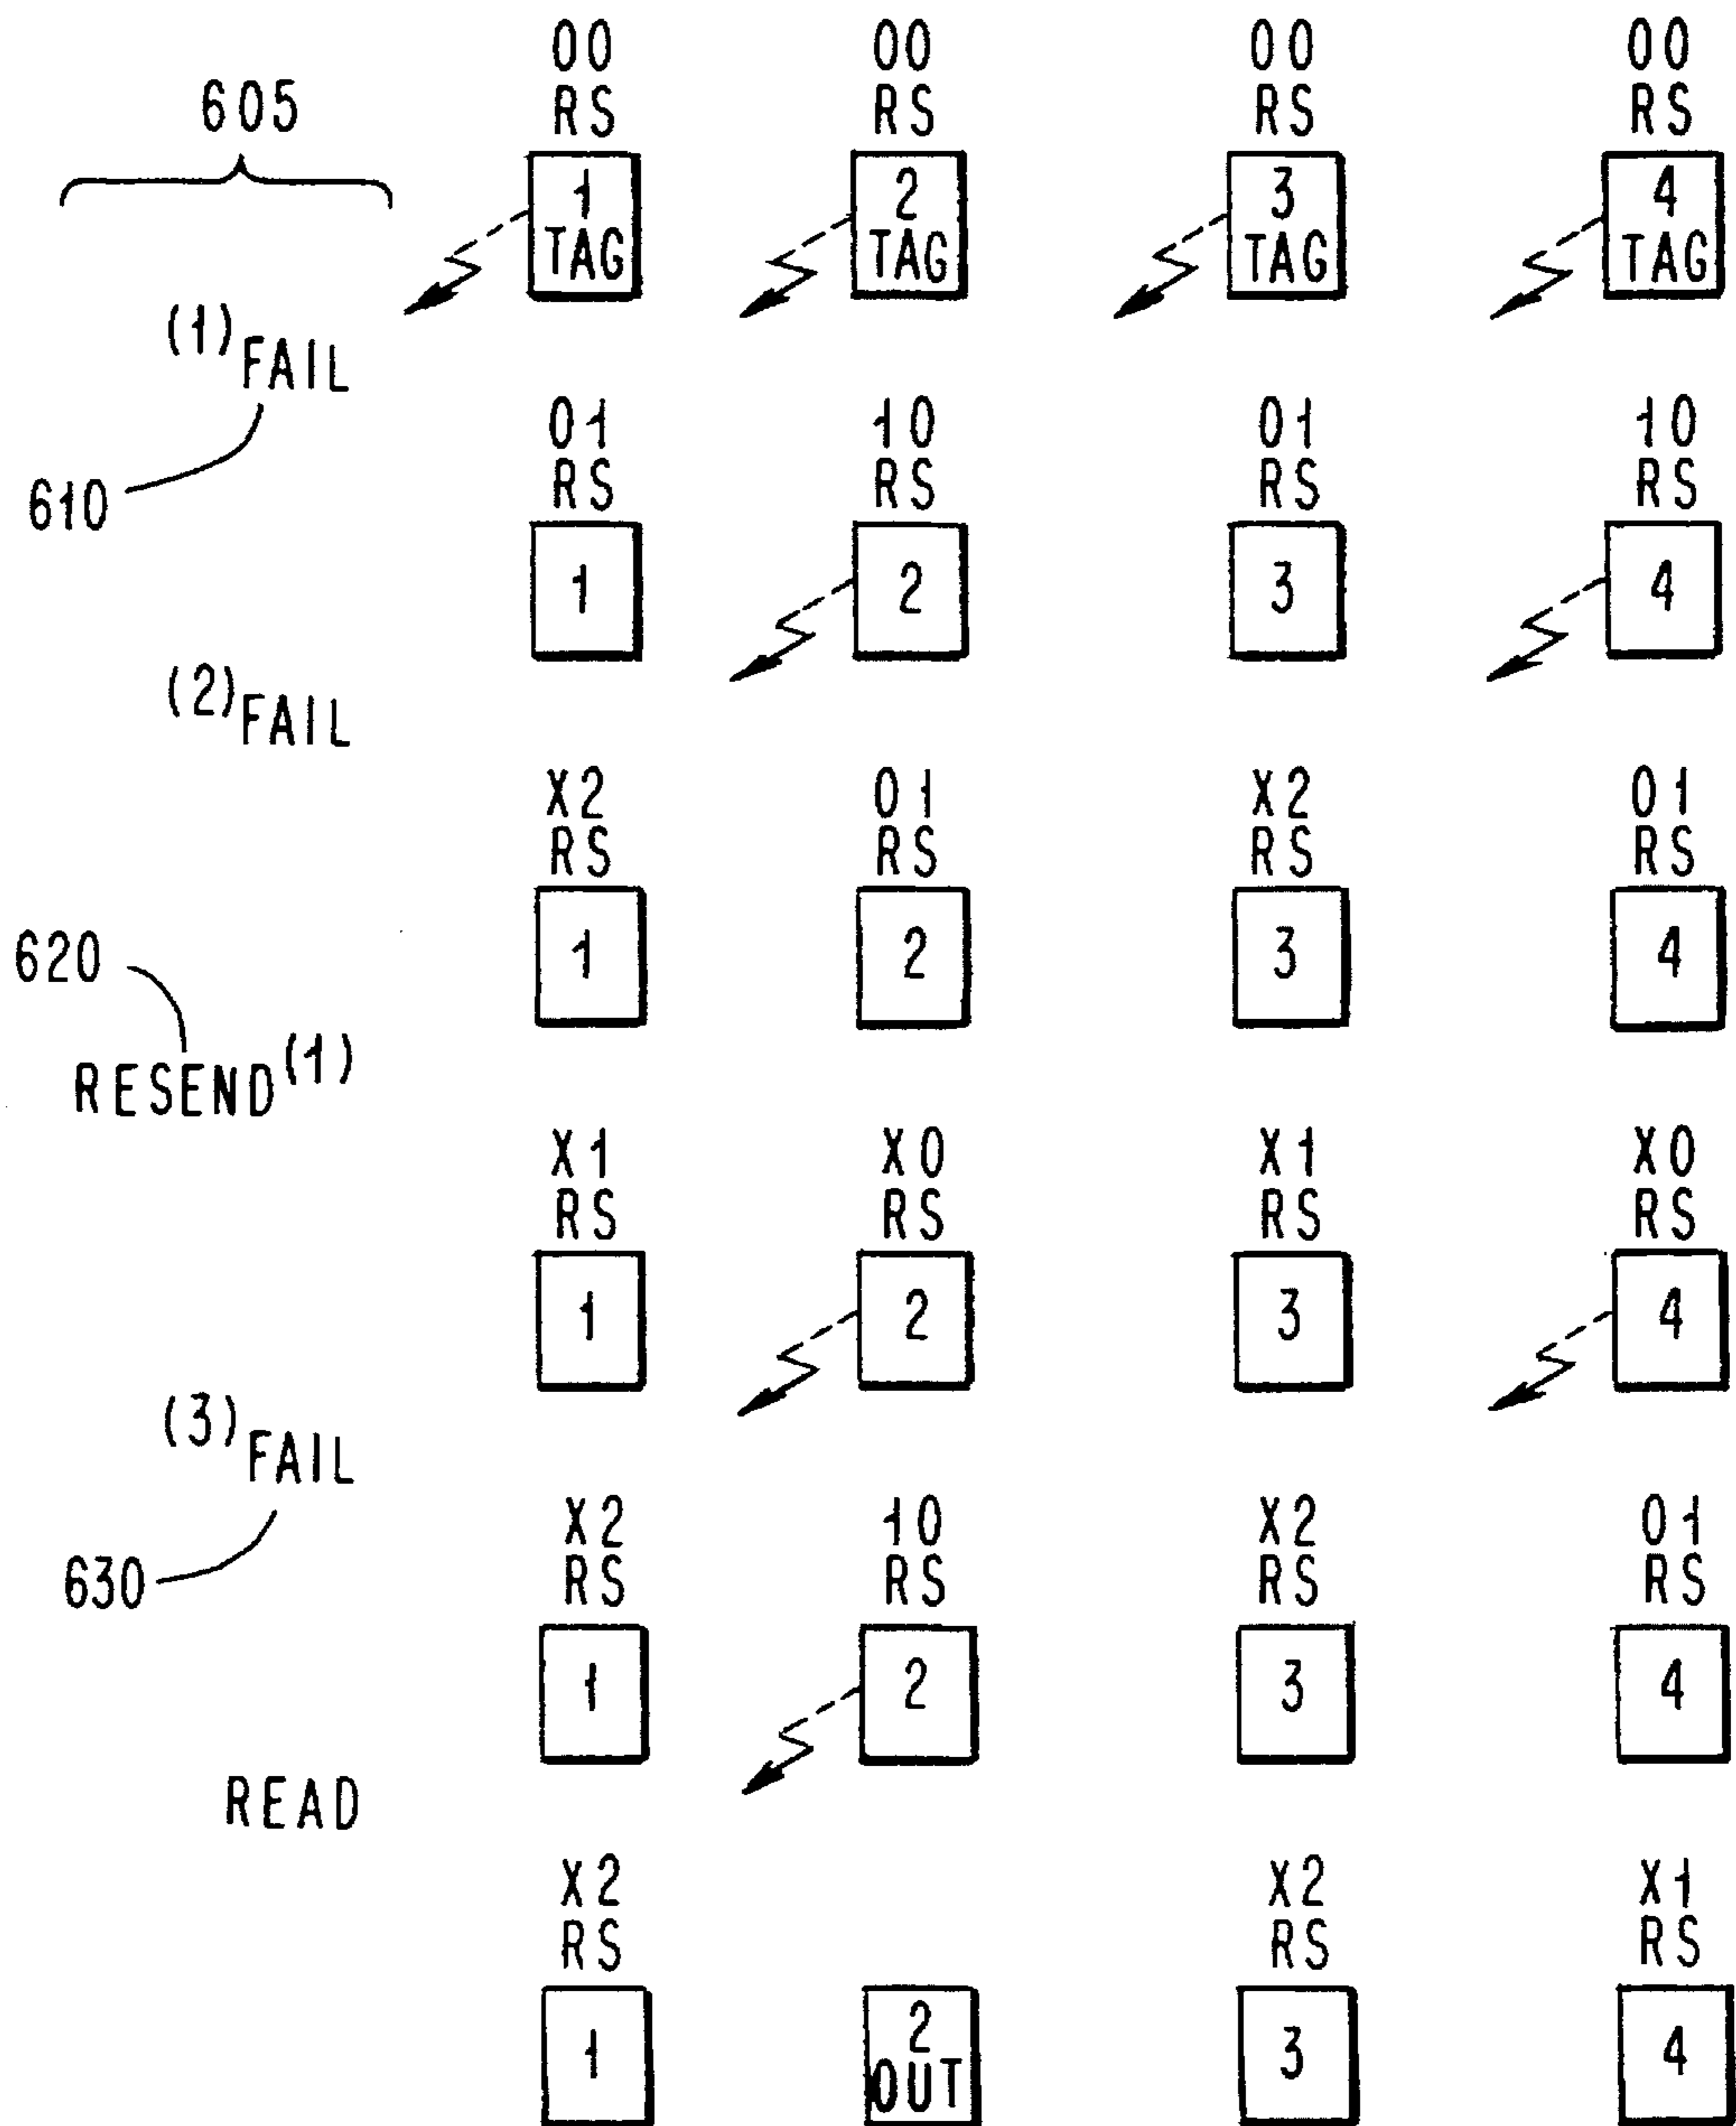 00 00 00 00
605 RS RS RS RS
1 2 3 4
TAG TAG TAG TAG
(1) FAIL
01 10 01 10
610 RS RS RS RS
1 2 3 4
(2) FAIL
X2 01 X2 01
RS RS RS RS
620 1 2 3 4
RESEND (1)
X1 X0 X1 X0
RS RS RS RS
1 2 3 4
(3) FAIL
X2 10 X2 01
630 RS RS RS RS
1 2 3 4
READ
X2 X2 X1
RS RS RS
1 2 3 4
OUT